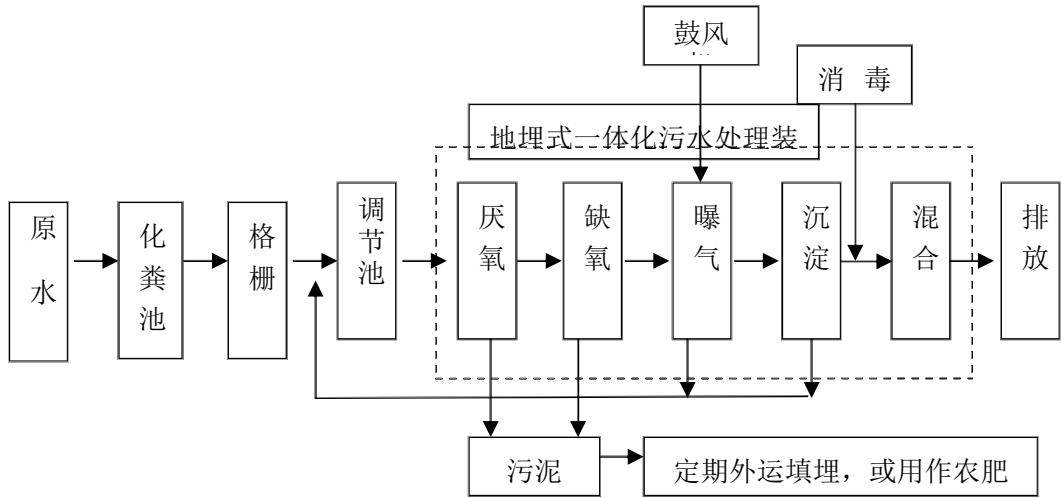 鼓风
消 毒
地埋式一体化污水处理装
原水
化粪池
格栅
调节池
厌氧
缺氧
曝气
沉淀
混合
排放
污泥
定期外运填埋，或用作农肥